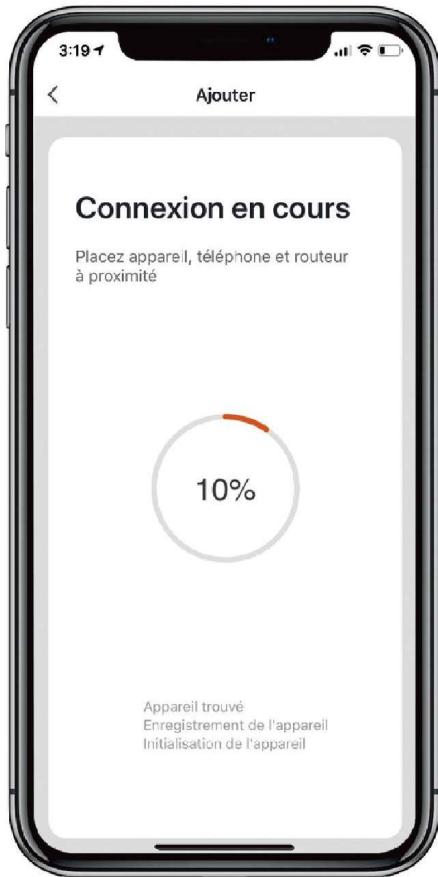 3:19
Ajouter
Connexion en cours
Placez appareil, téléphone et routeur
à proximité
10%
Appareil trouvé
Enregistrement de l'appareil
Initialisation de l'appareil